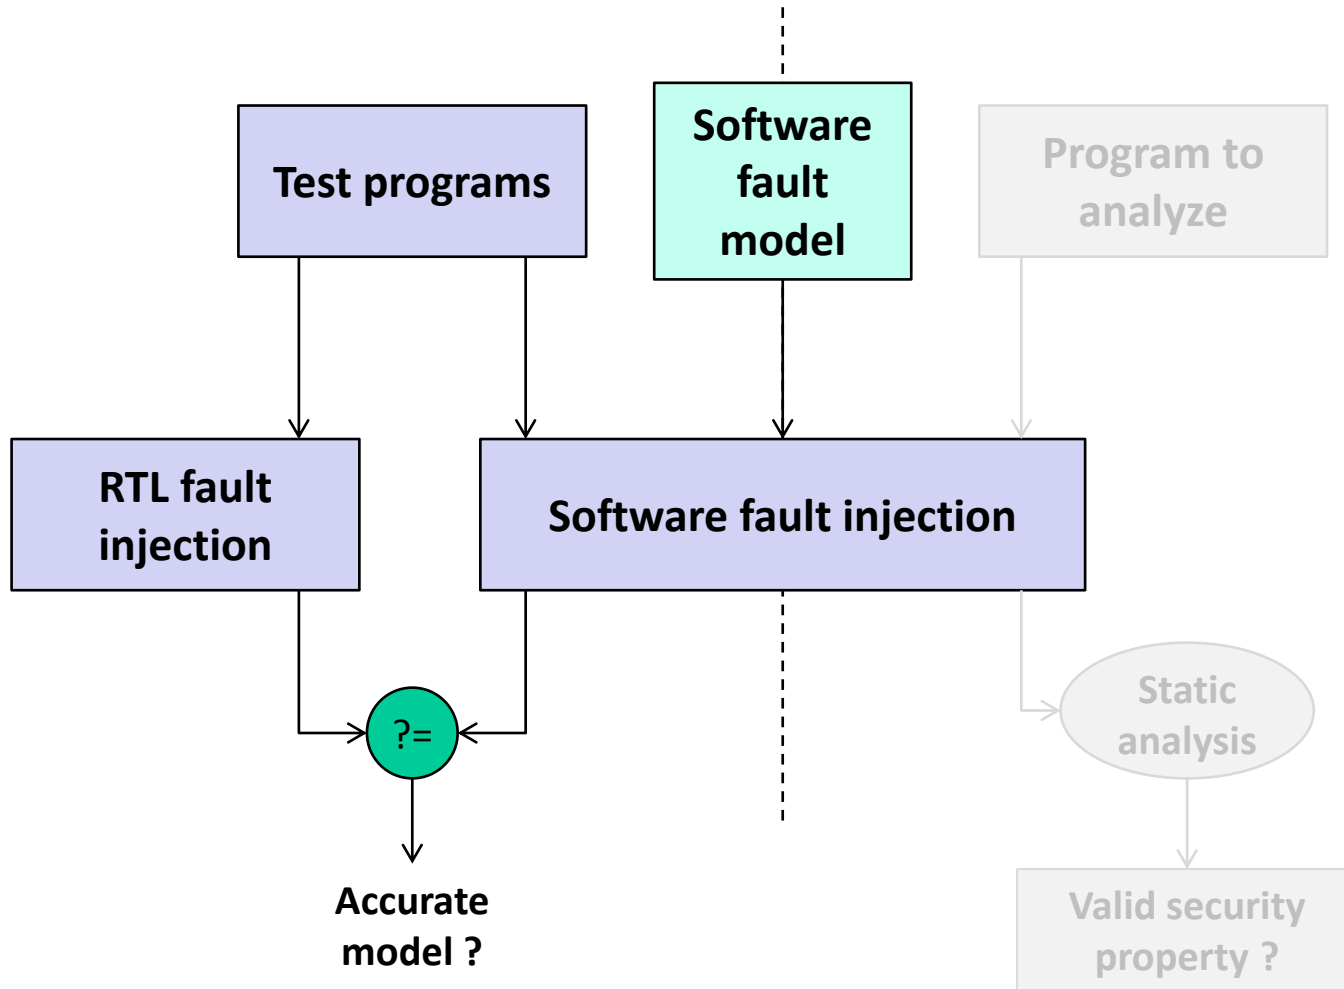 Test programs
Software
fault
model
Program to
analyze
RTL fault
injection
Software fault injection
?=
Static
analysis
Accurate
model ?
Valid security
property ?